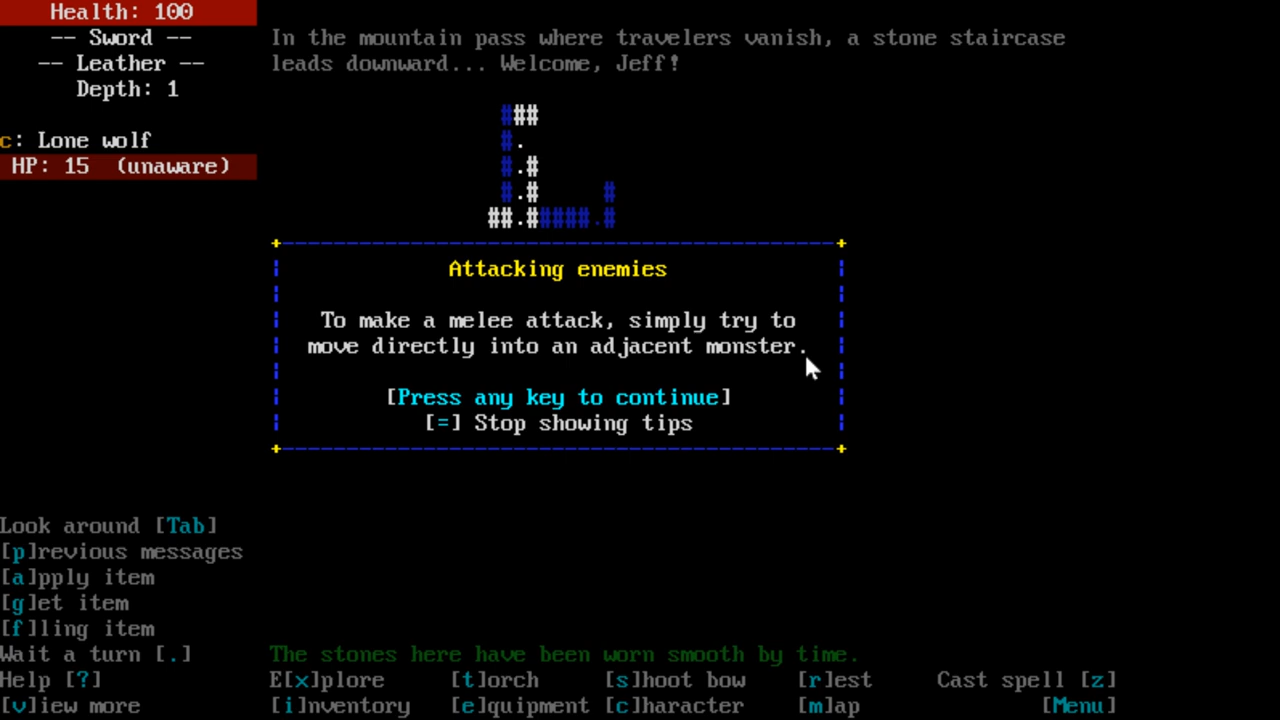 Health: 100
-- Sword --
-- Leather --
Depth: 1
c: Lone wolf
HP: 15 (unaware)
In the mountain pass where travelers vanish, a stone staircase
leads downward... Welcome, Jeff!
###
#.
#.#
#.# #
##.#####.#
Attacking enemies
To make a melee attack, simply try to
move directly into an adjacent monster.
[Press any key to continue]
[=] Stop showing tips
Look around [Tab]
[p]revious messages
[a]pply item
[g]et item
[f]ling item
Wait a turn [.]
Help [?]
[v]iew more
The stones here have been worn smooth by time.
E[x]plore [t]orch [s]hoot bow [r]est Cast spell [z]
[i]nventory [e]quipment [c]haracter [m]ap [Menu]